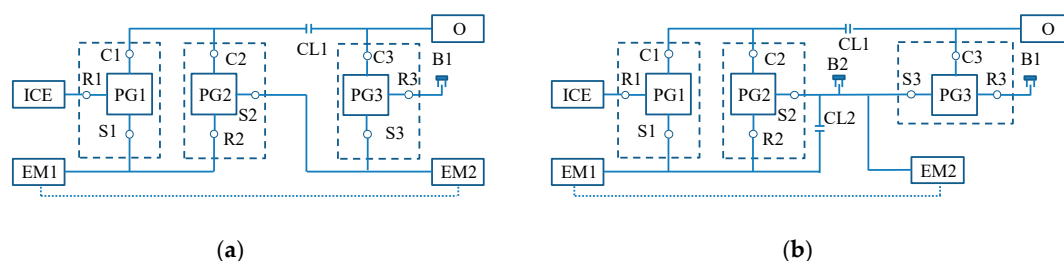 C1 C2 CL1 C3 O
R1 R3 B1
ICE PG1 PG2 PG3
S1 S2 R2 S3
EM1 EM2
(a)
C1 C2 CL1 C3 O
R1 B2 S3 R3 B1
ICE PG1 PG2 PG3
S1 S2 R2 CL2
EM1 EM2
(b)